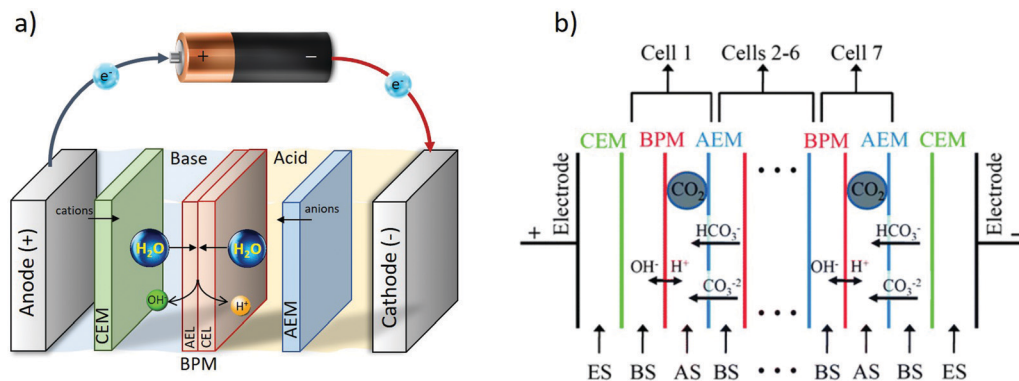 a)
+
−
e⁻
e⁻
Base
Acid
cations
anions
H₂O
H₂O
OH⁻
H⁺
Anode (+)
CEM
AEL
CEL
BPM
AEM
Cathode (-)
b)
Cell 1
Cells 2-6
Cell 7
CEM
BPM
AEM
BPM
AEM
CEM
Electrode
Electrode
+
−
CO₂
CO₂
• • •
HCO₃⁻
HCO₃⁻
OH⁻
H⁺
OH⁻
H⁺
CO₃⁻²
CO₃⁻²
• • •
ES
BS
AS
BS
• • •
BS
AS
BS
ES